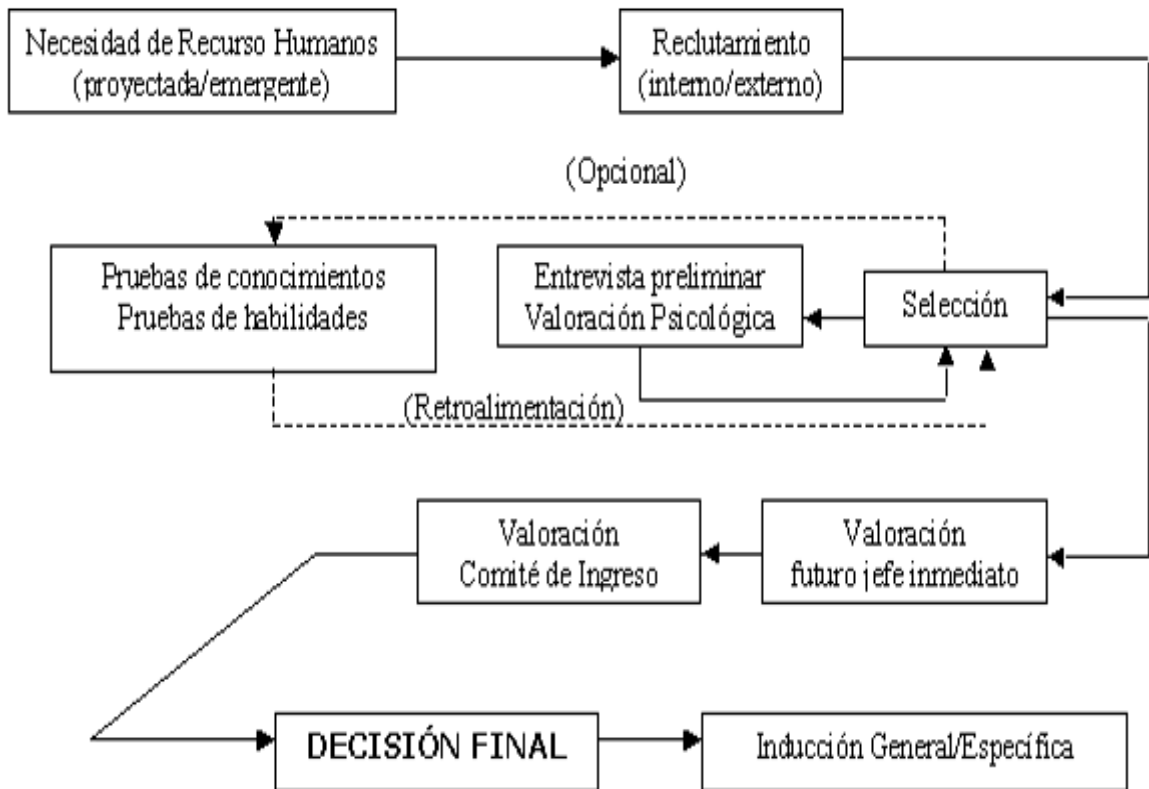 Necesidad de Recurso Humanos
(proyectada/emergente)
Reclutamiento
(interno/externo)
(Opcional)
Pruebas de conocimientos
Pruebas de habilidades
Entrevista preliminar
Valoración Psicológica
Selección
(Retroalimentación)
Valoración
Comité de Ingreso
Valoración
futuro jefe inmediato
DECISIÓN FINAL
Inducción General/Específica